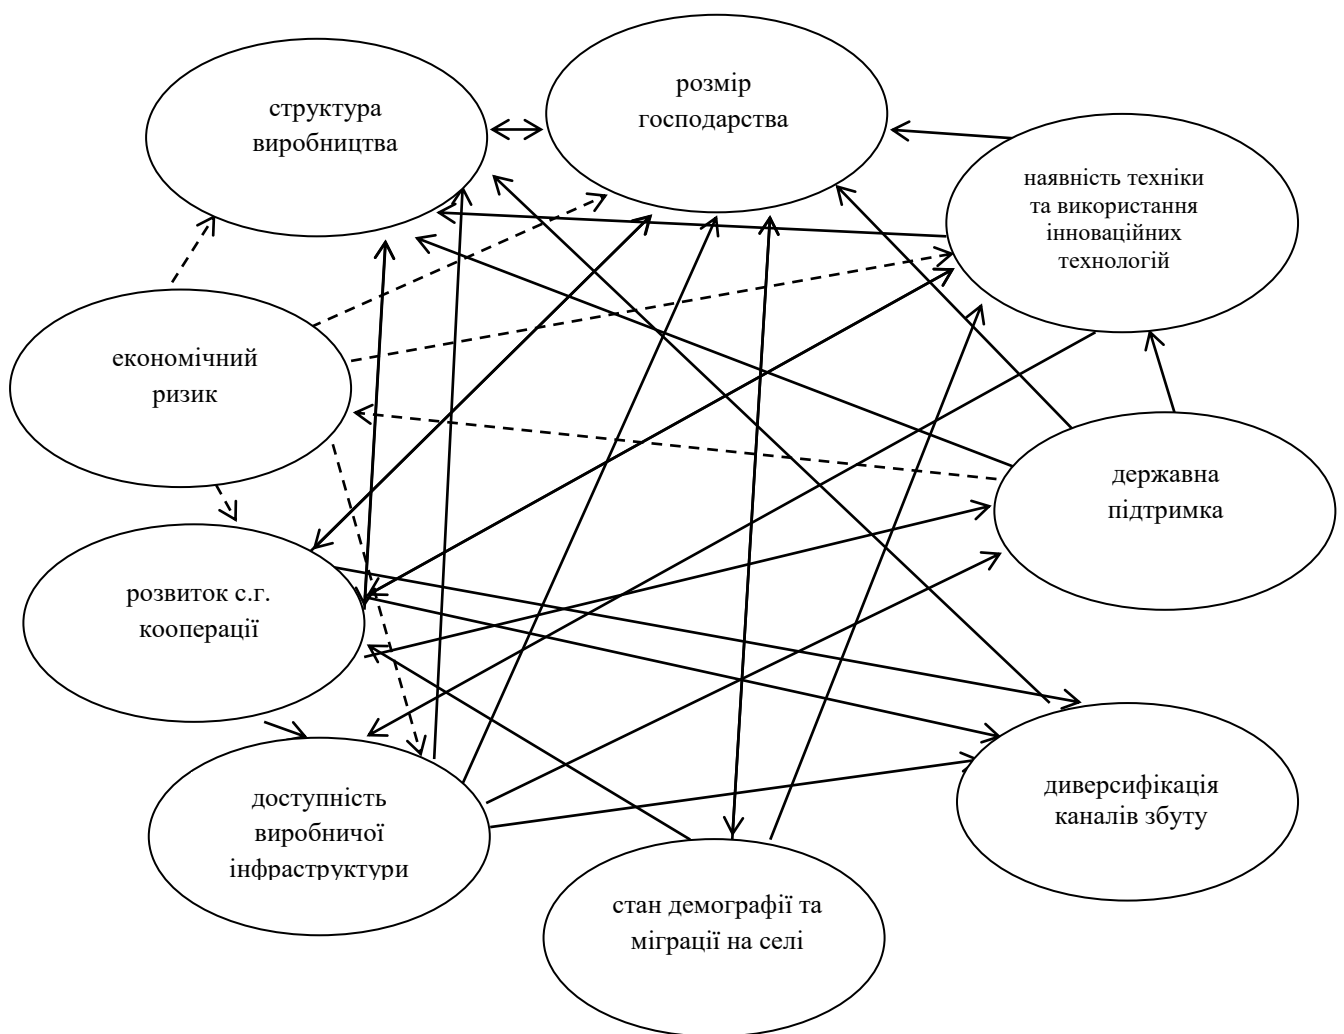 структура
виробництва
розмір
господарства
наявність техніки
та використання
інноваційних
технологій
економічний
ризик
державна
підтримка
розвиток с.г.
кооперації
доступність
виробничої
інфраструктури
диверсифікація
каналів збуту
стан демографії та
міграції на селі